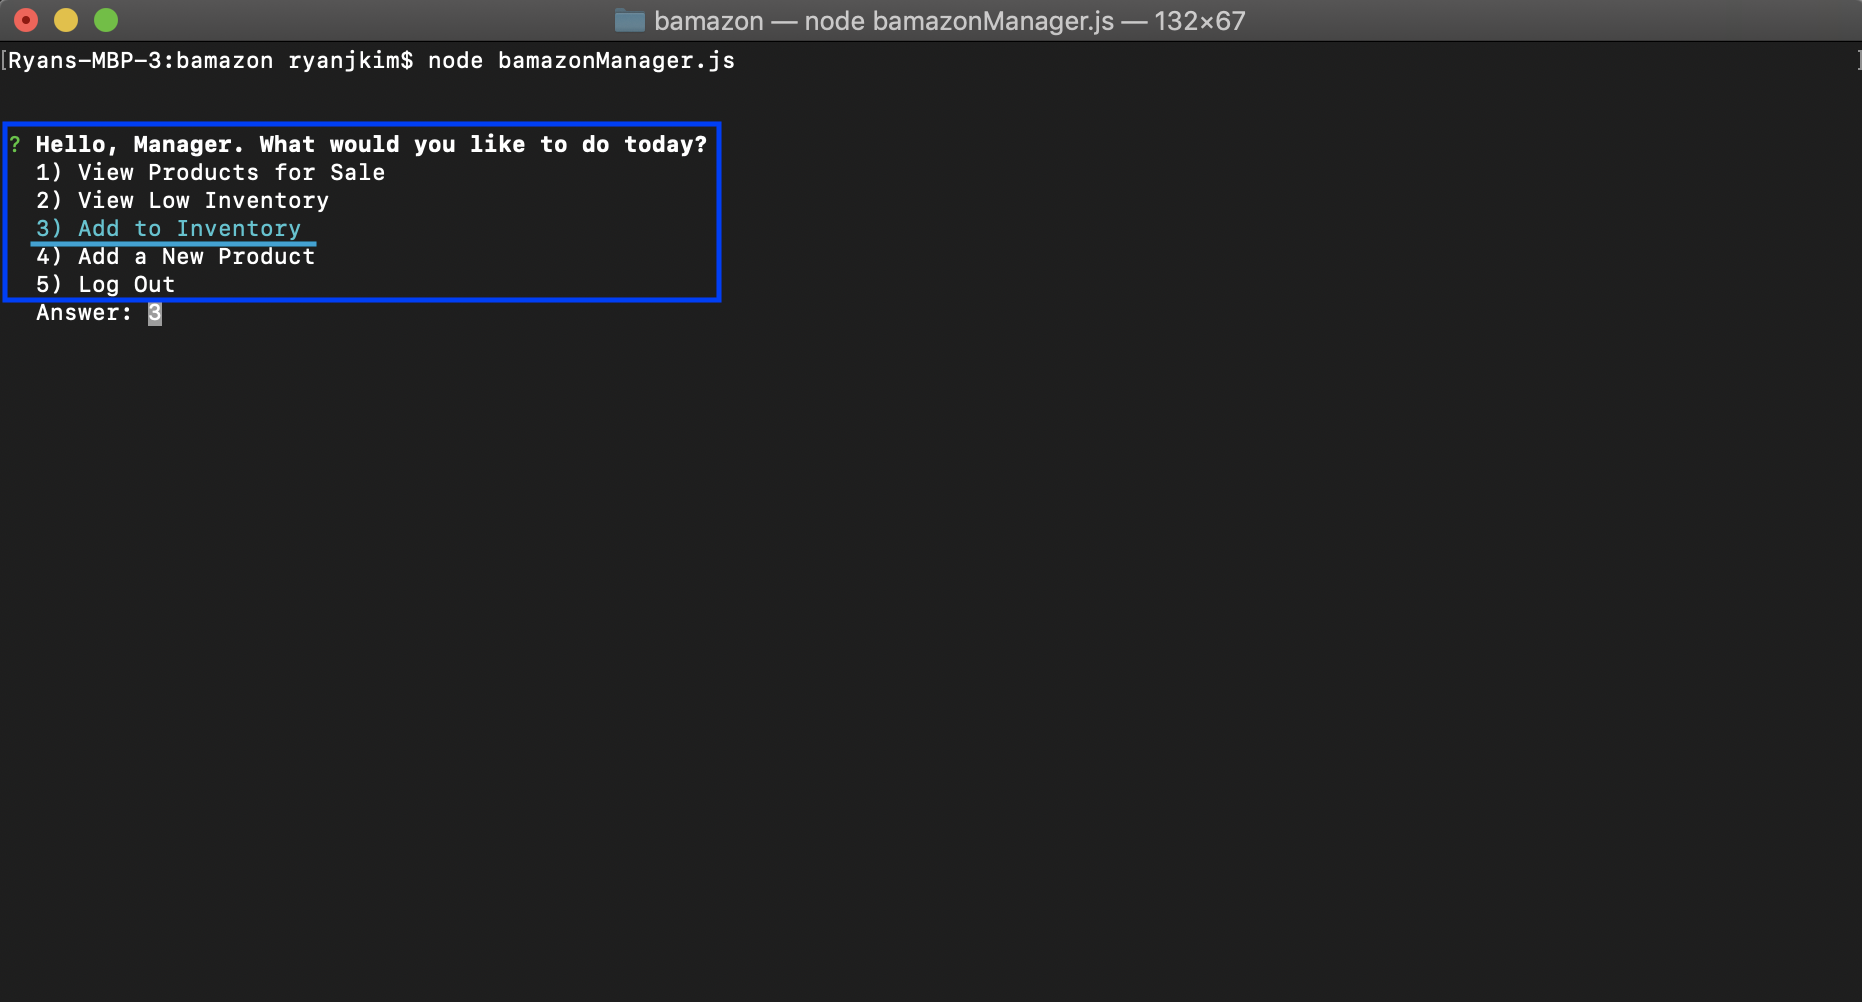 bamazon — node bamazonManager.js — 132×67
[Ryans-MBP-3:bamazon ryanjkim$ node bamazonManager.js ]
? Hello, Manager. What would you like to do today?
1) View Products for Sale
2) View Low Inventory
3) Add to Inventory
4) Add a New Product
5) Log Out
Answer: 3